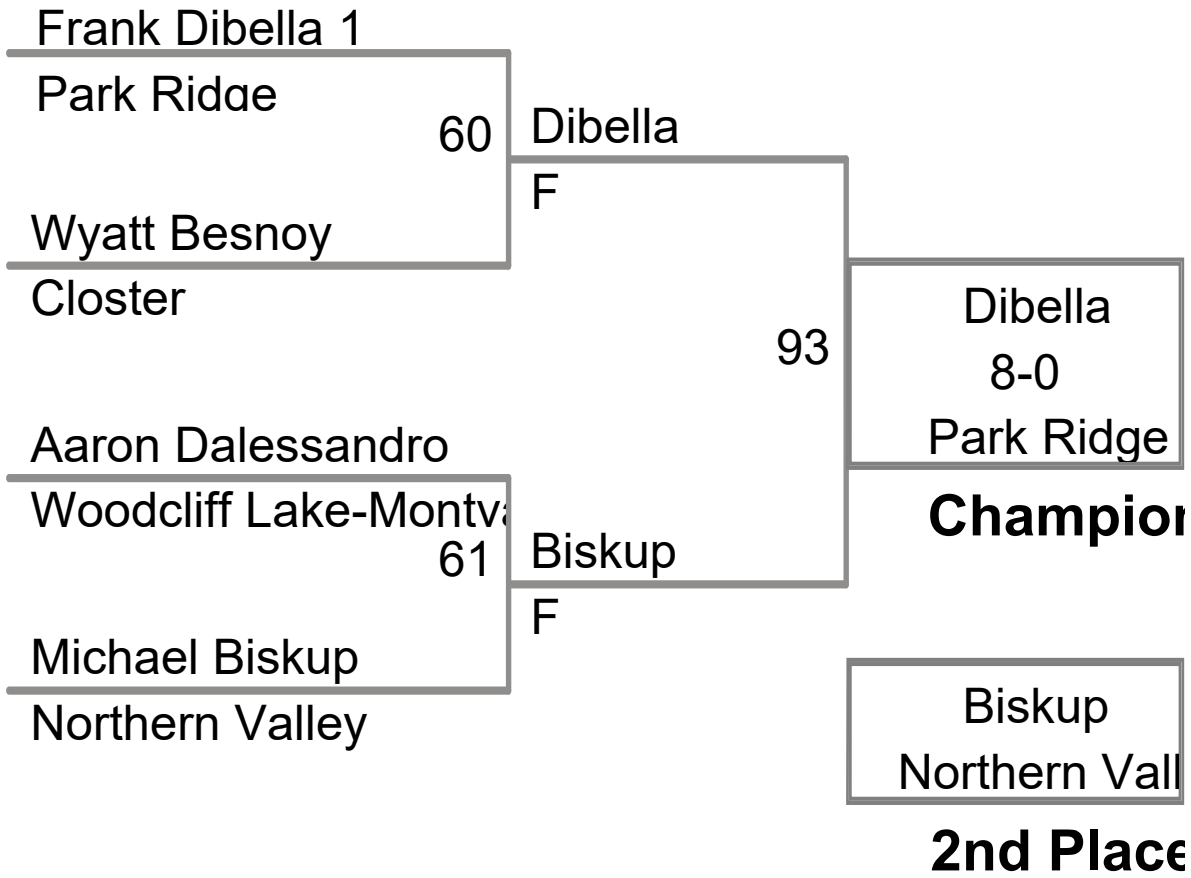 Frank Dibella 1
Park Ridge
60
Dibella
F
Wyatt Besnoy
Closter
93
Dibella
8-0
Park Ridge
Champion
Aaron Dalessandro
Woodcliff Lake-Montva
61
Biskup
F
Michael Biskup
Northern Valley
Biskup
Northern Vall
2nd Place